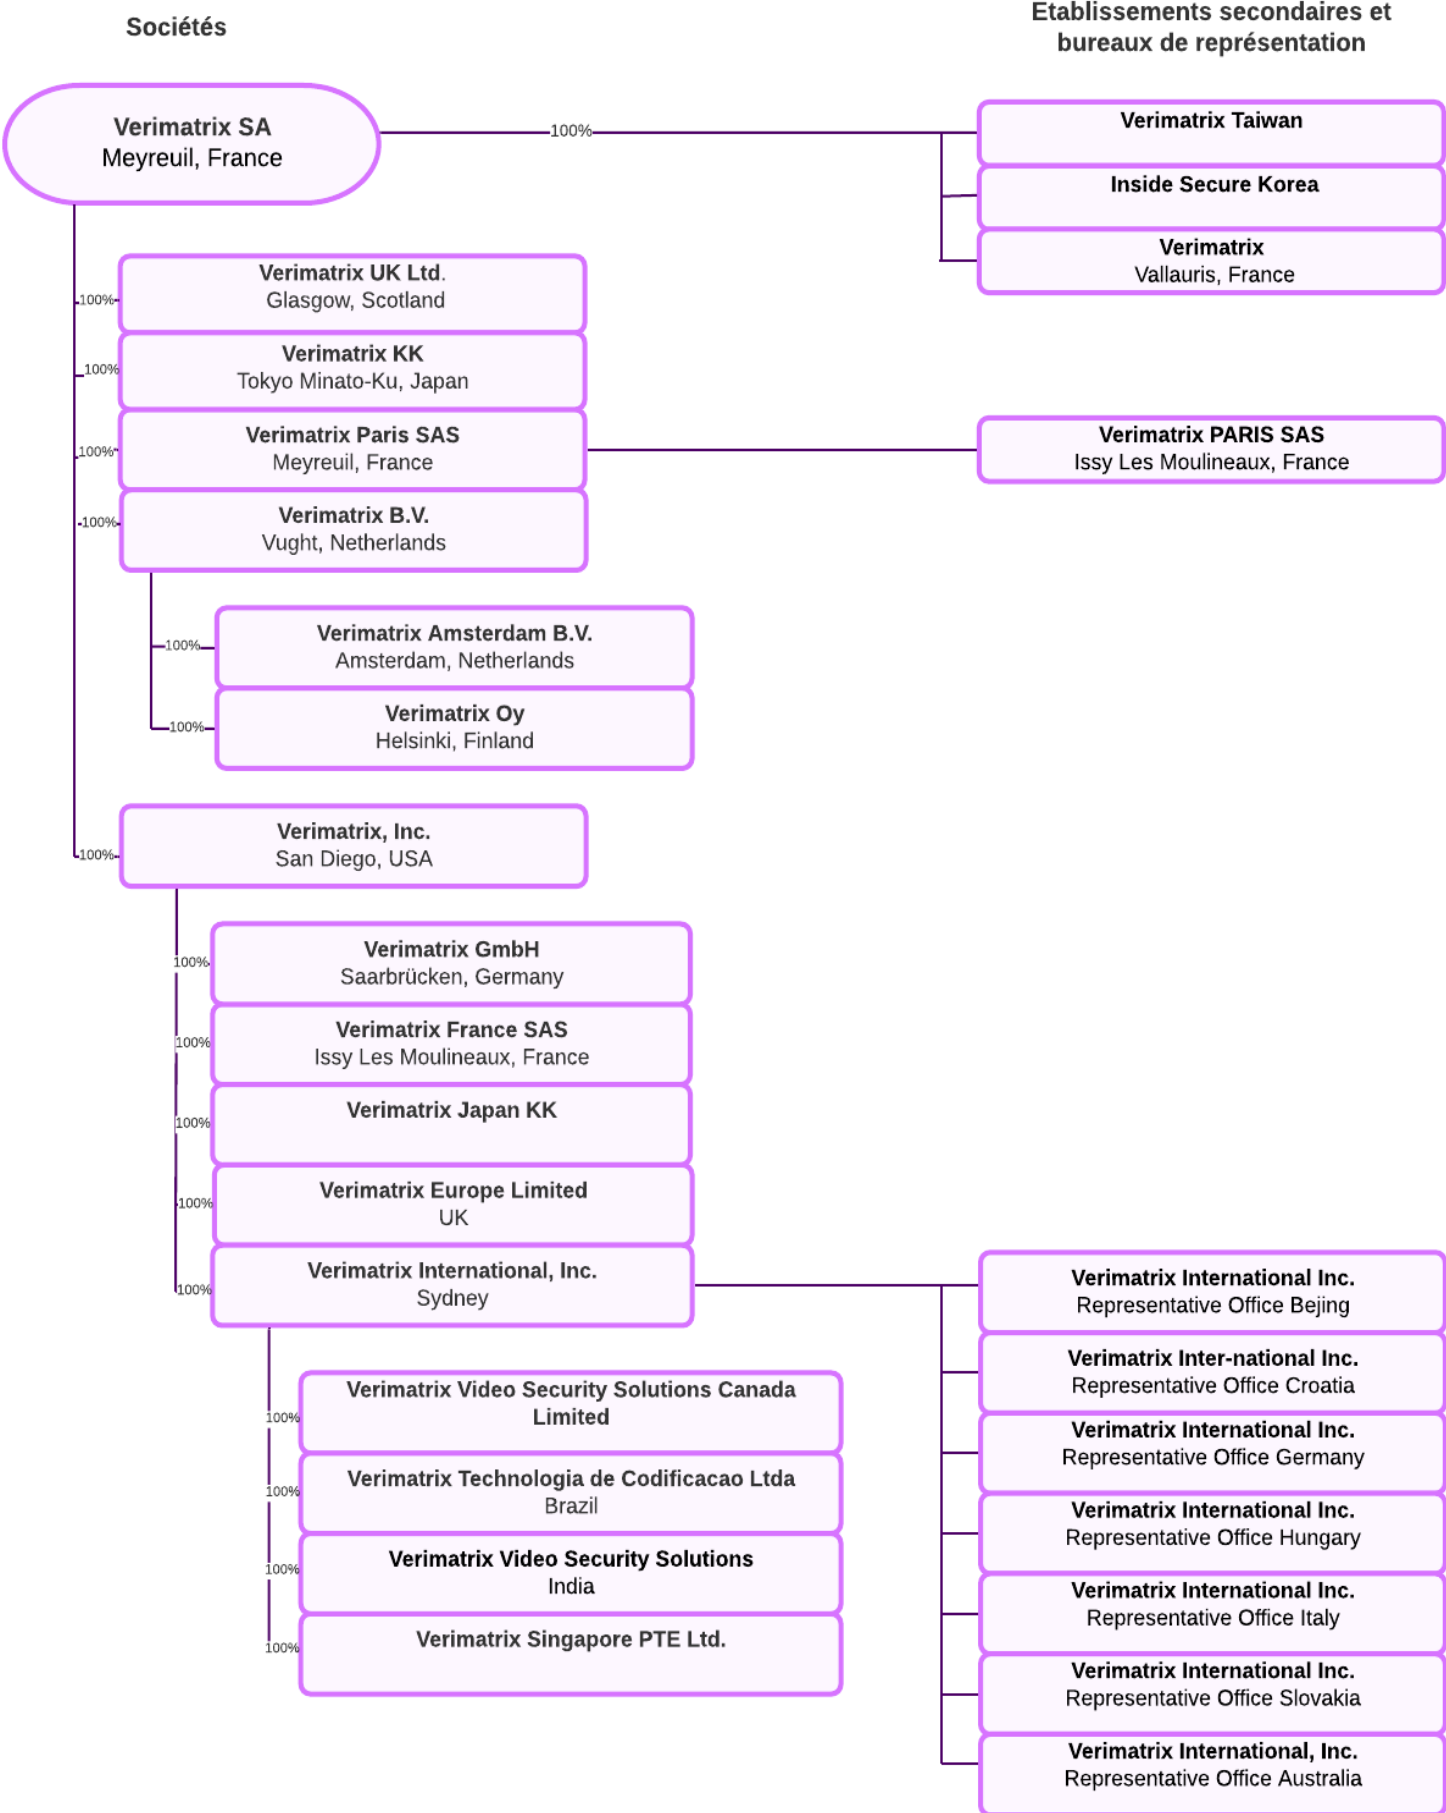 Sociétés
Etablissements secondaires et
bureaux de représentation
Verimatrix SA
Meyreuil, France
100%
Verimatrix Taiwan
Inside Secure Korea
Verimatrix
Vallauris, France
100%
Verimatrix UK Ltd.
Glasgow, Scotland
100%
Verimatrix KK
Tokyo Minato-Ku, Japan
100%
Verimatrix Paris SAS
Meyreuil, France
Verimatrix PARIS SAS
Issy Les Moulineaux, France
100%
Verimatrix B.V.
Vught, Netherlands
100%
Verimatrix Amsterdam B.V.
Amsterdam, Netherlands
100%
Verimatrix Oy
Helsinki, Finland
100%
Verimatrix, Inc.
San Diego, USA
100%
Verimatrix GmbH
Saarbrücken, Germany
100%
Verimatrix France SAS
Issy Les Moulineaux, France
100%
Verimatrix Japan KK
100%
Verimatrix Europe Limited
UK
100%
Verimatrix International, Inc.
Sydney
100%
Verimatrix Video Security Solutions Canada
Limited
100%
Verimatrix Technologia de Codificacao Ltda
Brazil
100%
Verimatrix Video Security Solutions
India
100%
Verimatrix Singapore PTE Ltd.
Verimatrix International Inc.
Representative Office Bejing
Verimatrix Inter-national Inc.
Representative Office Croatia
Verimatrix International Inc.
Representative Office Germany
Verimatrix International Inc.
Representative Office Hungary
Verimatrix International Inc.
Representative Office Italy
Verimatrix International Inc.
Representative Office Slovakia
Verimatrix International, Inc.
Representative Office Australia